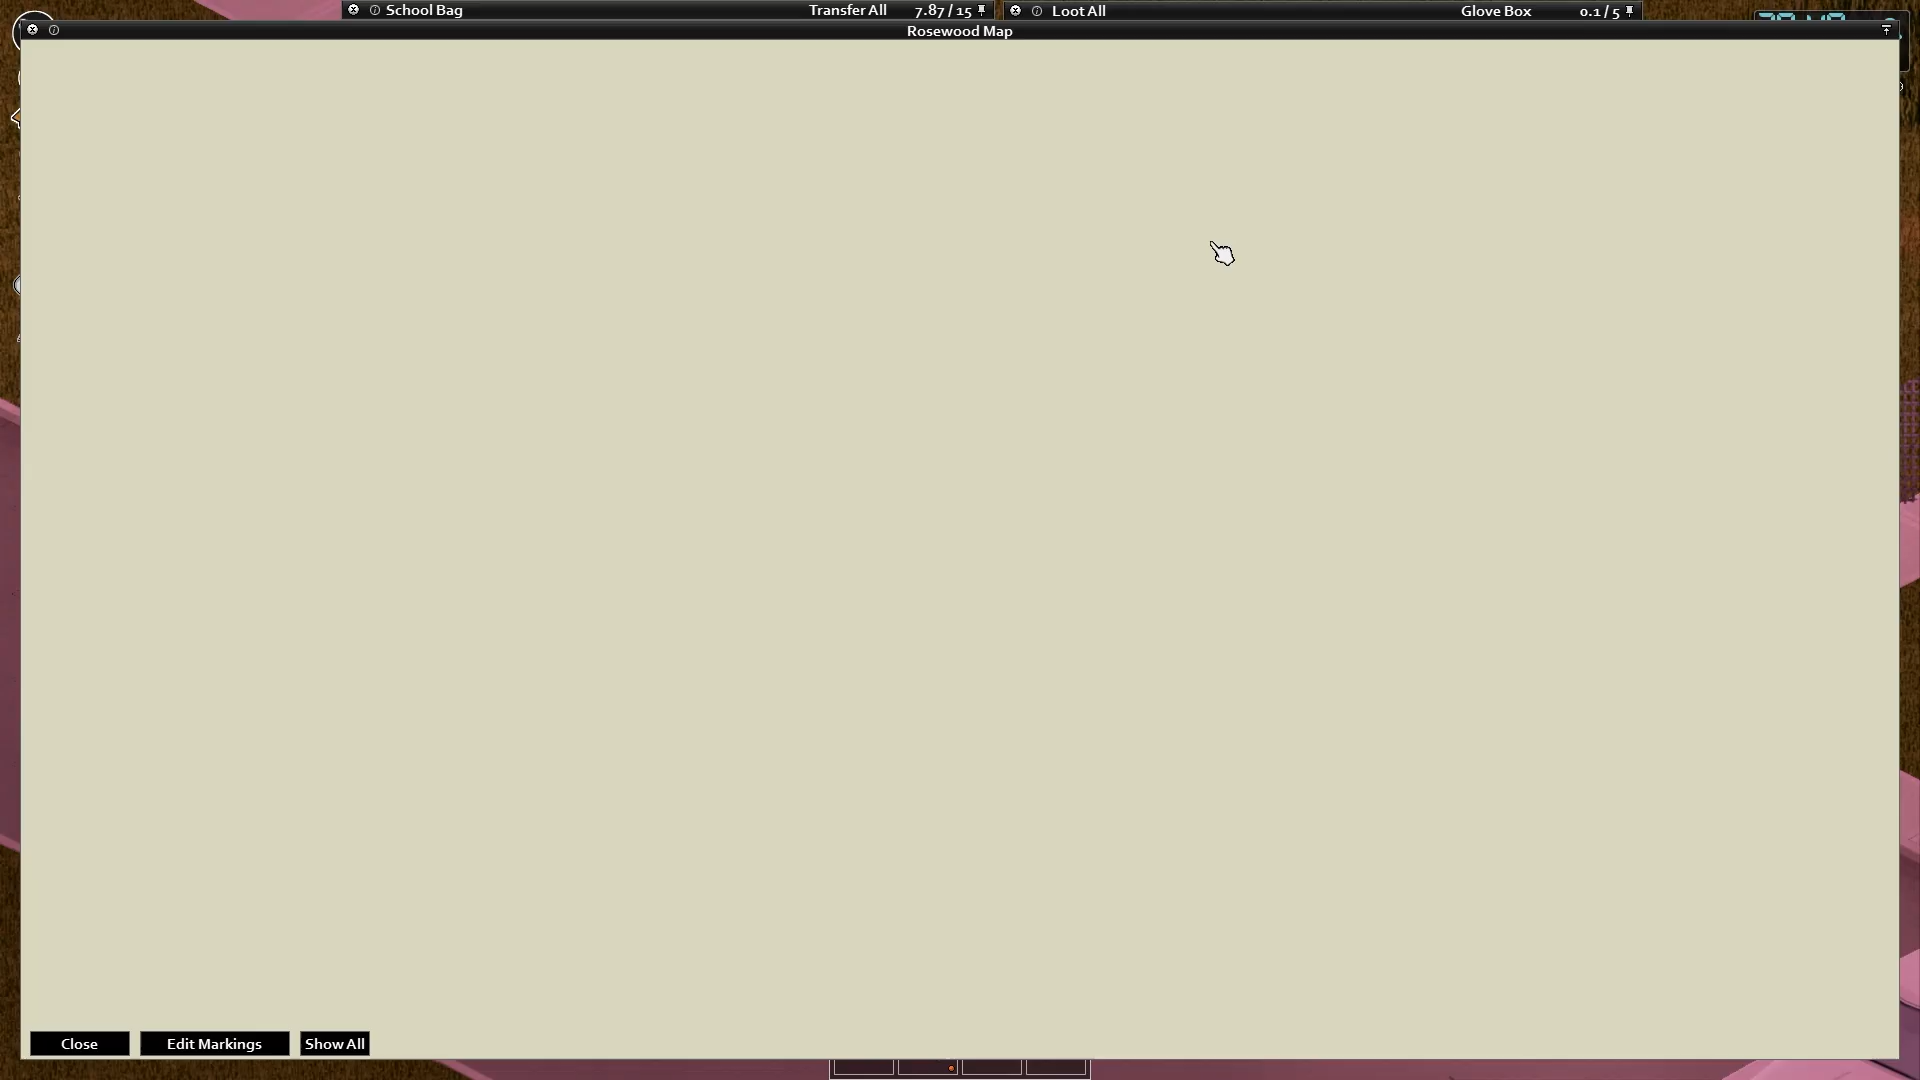 School Bag Transfer All 7.87 / 15
Loot All Glove Box 0.1 / 5
Rosewood Map
Close Edit Markings Show All